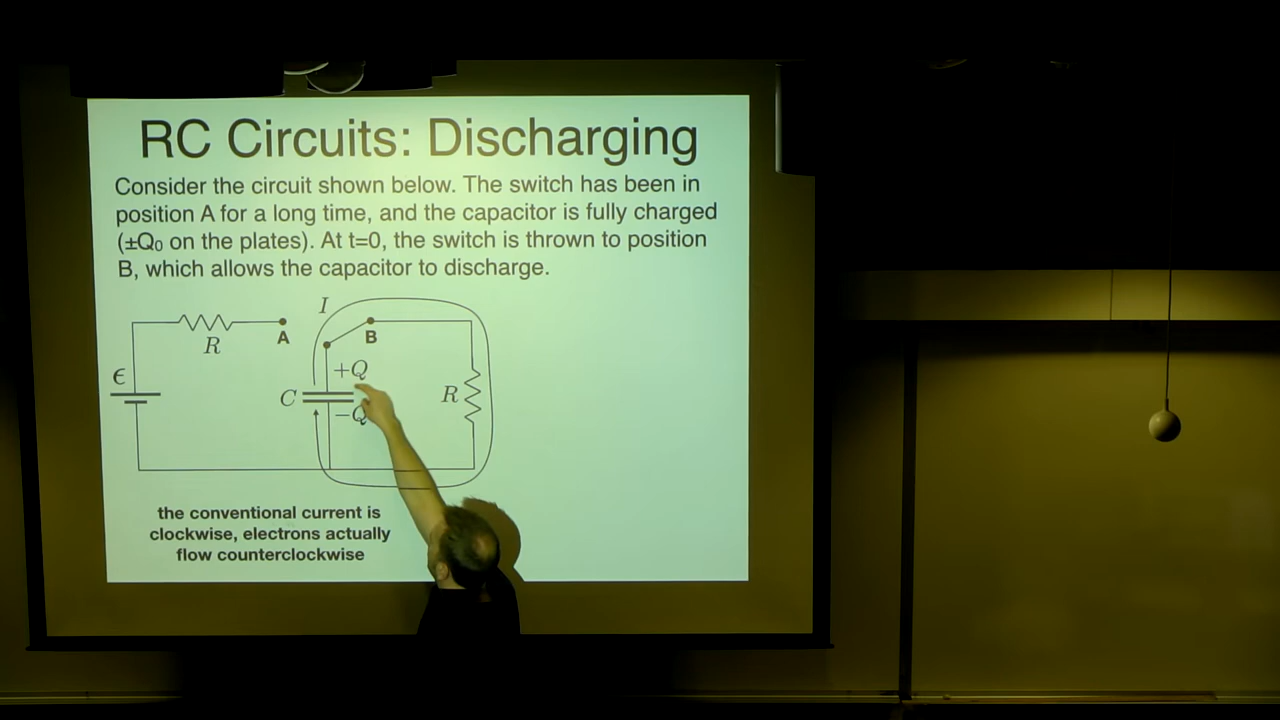 RC Circuits: Discharging
Consider the circuit shown below. The switch has been in
position A for a long time, and the capacitor is fully charged
(±Q₀ on the plates). At t=0, the switch is thrown to position
B, which allows the capacitor to discharge.
I
A
B
R
ϵ
+Q
C
R
−Q
the conventional current is
clockwise, electrons actually
flow counterclockwise